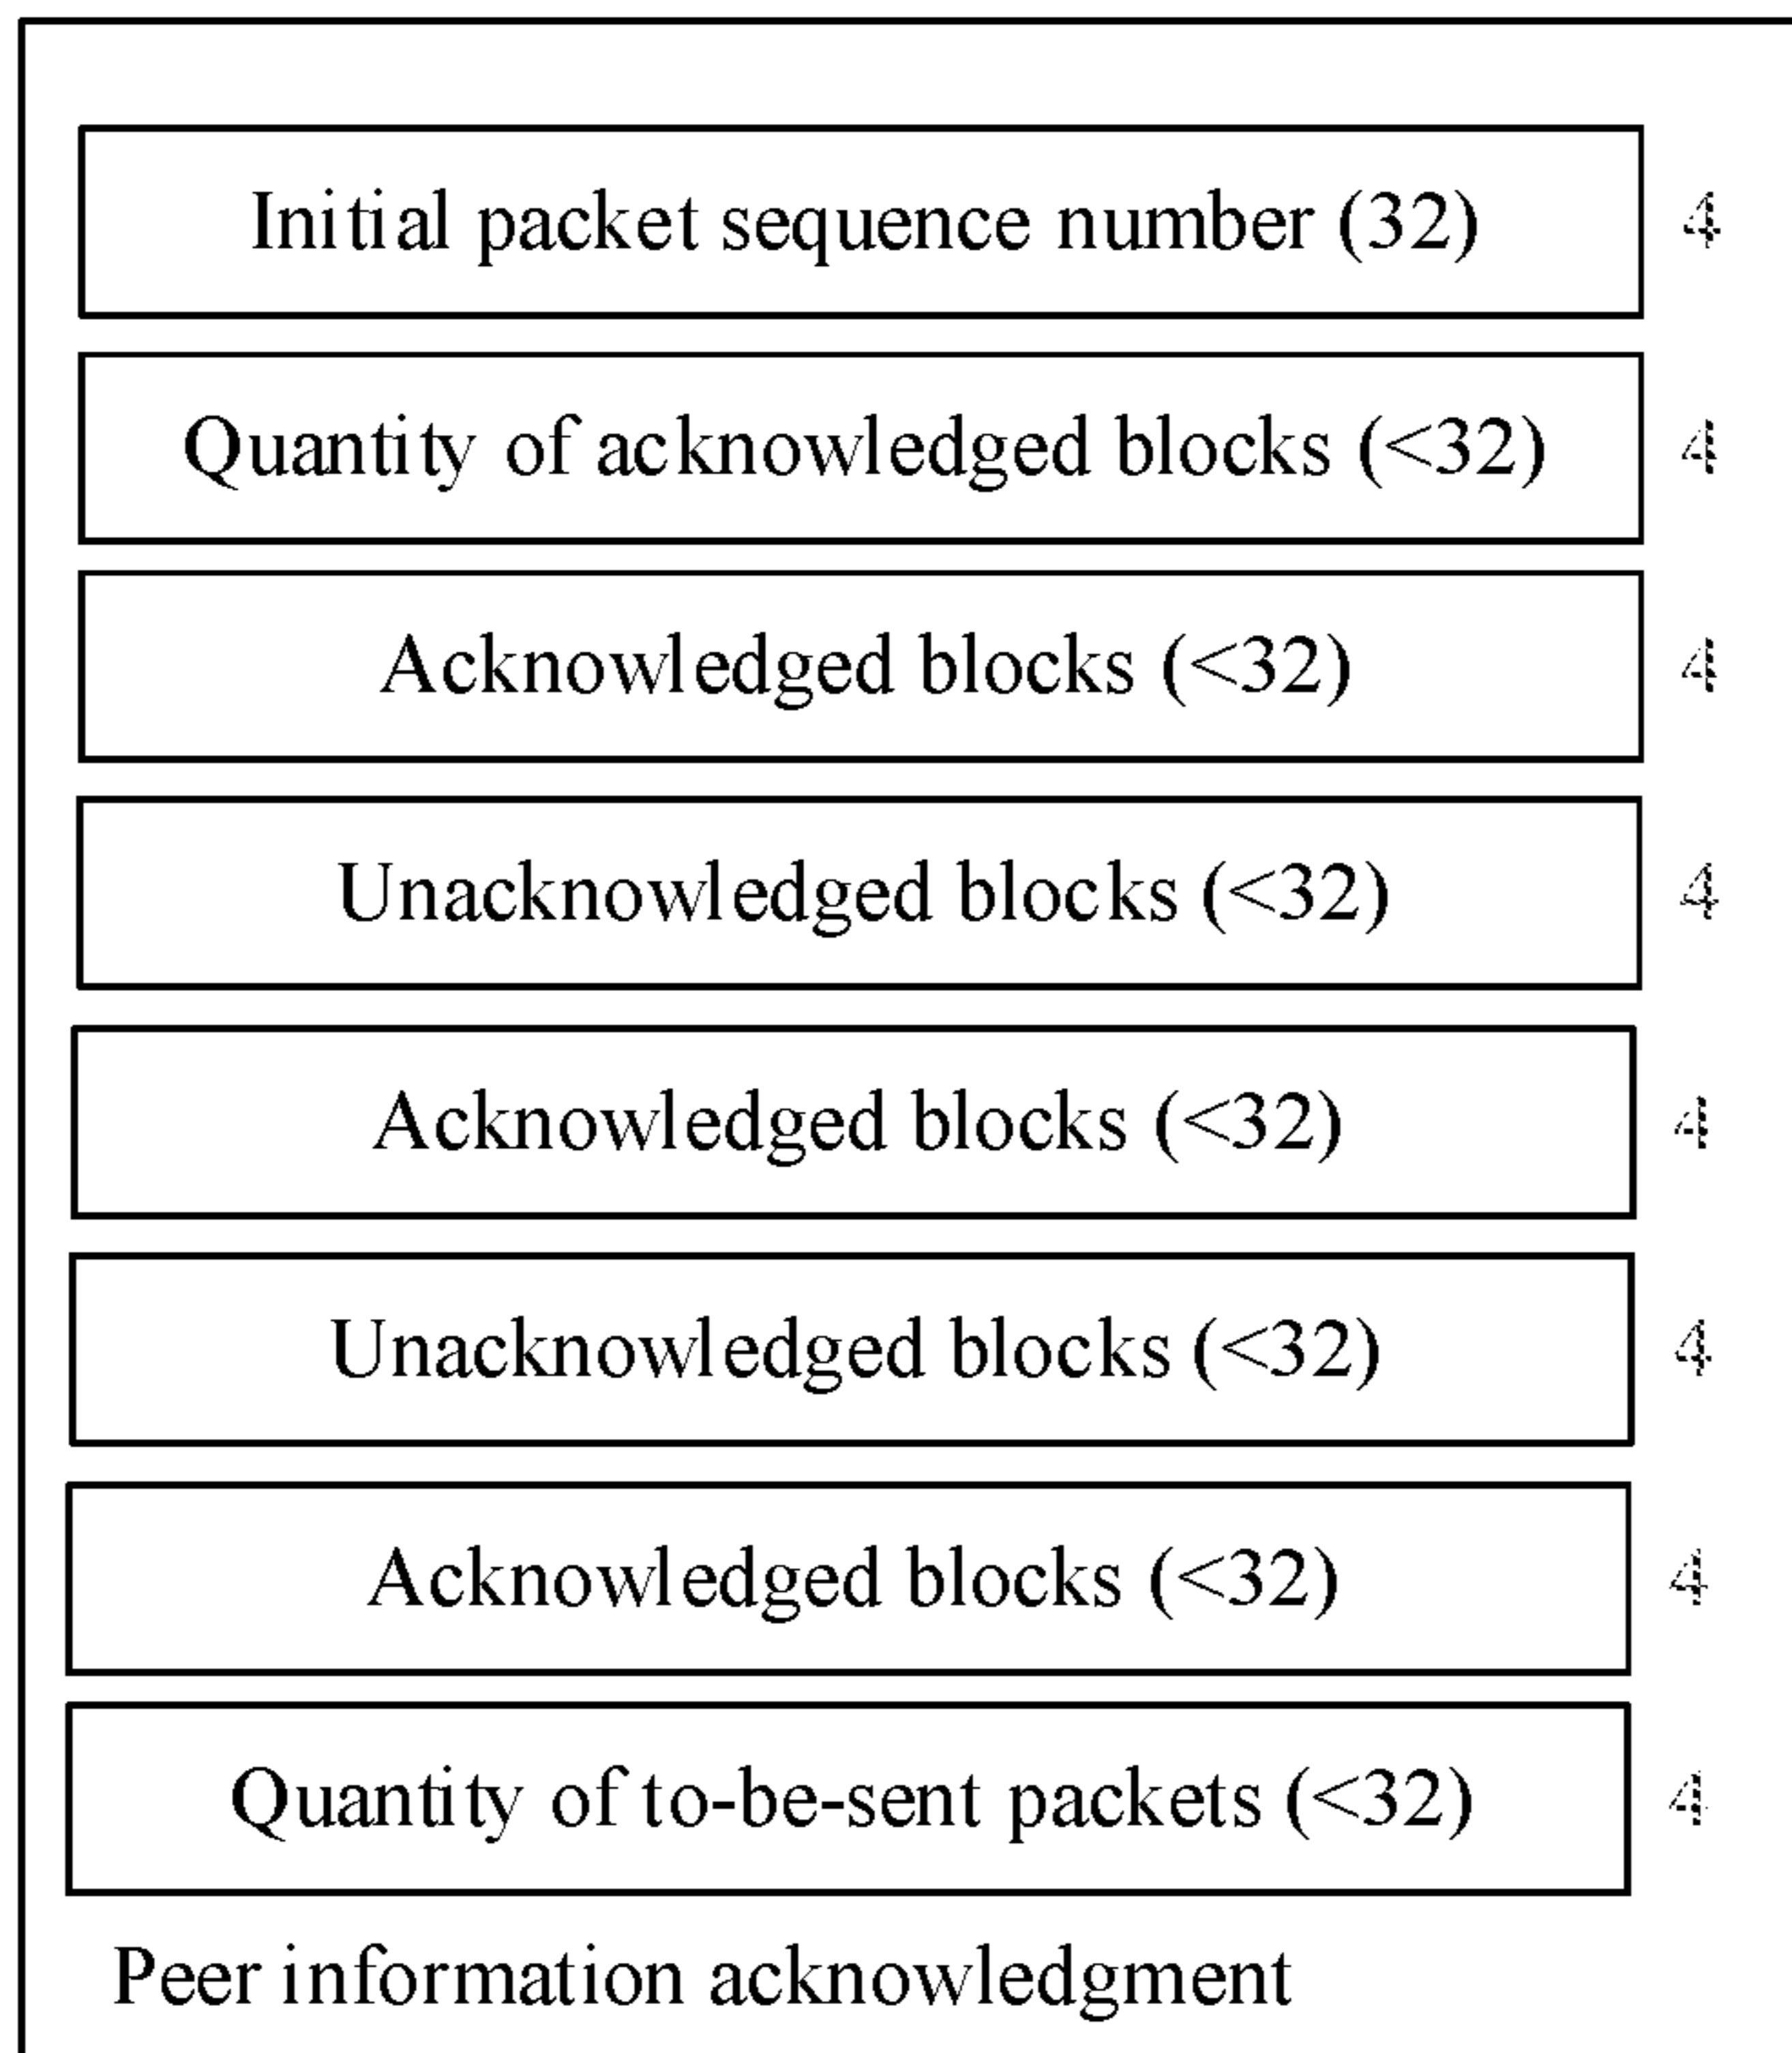 Initial packet sequence number (32) 4
Quantity of acknowledged blocks (<32) 4
Acknowledged blocks (<32) 4
Unacknowledged blocks (<32) 4
Acknowledged blocks (<32) 4
Unacknowledged blocks (<32) 4
Acknowledged blocks (<32) 4
Quantity of to-be-sent packets (<32) 4
Peer information acknowledgment